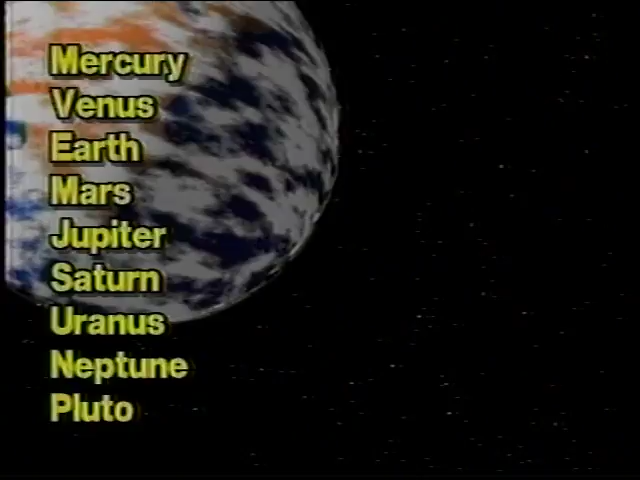 Mercury
Venus
Earth
Mars
Jupiter
Saturn
Uranus
Neptune
Pluto